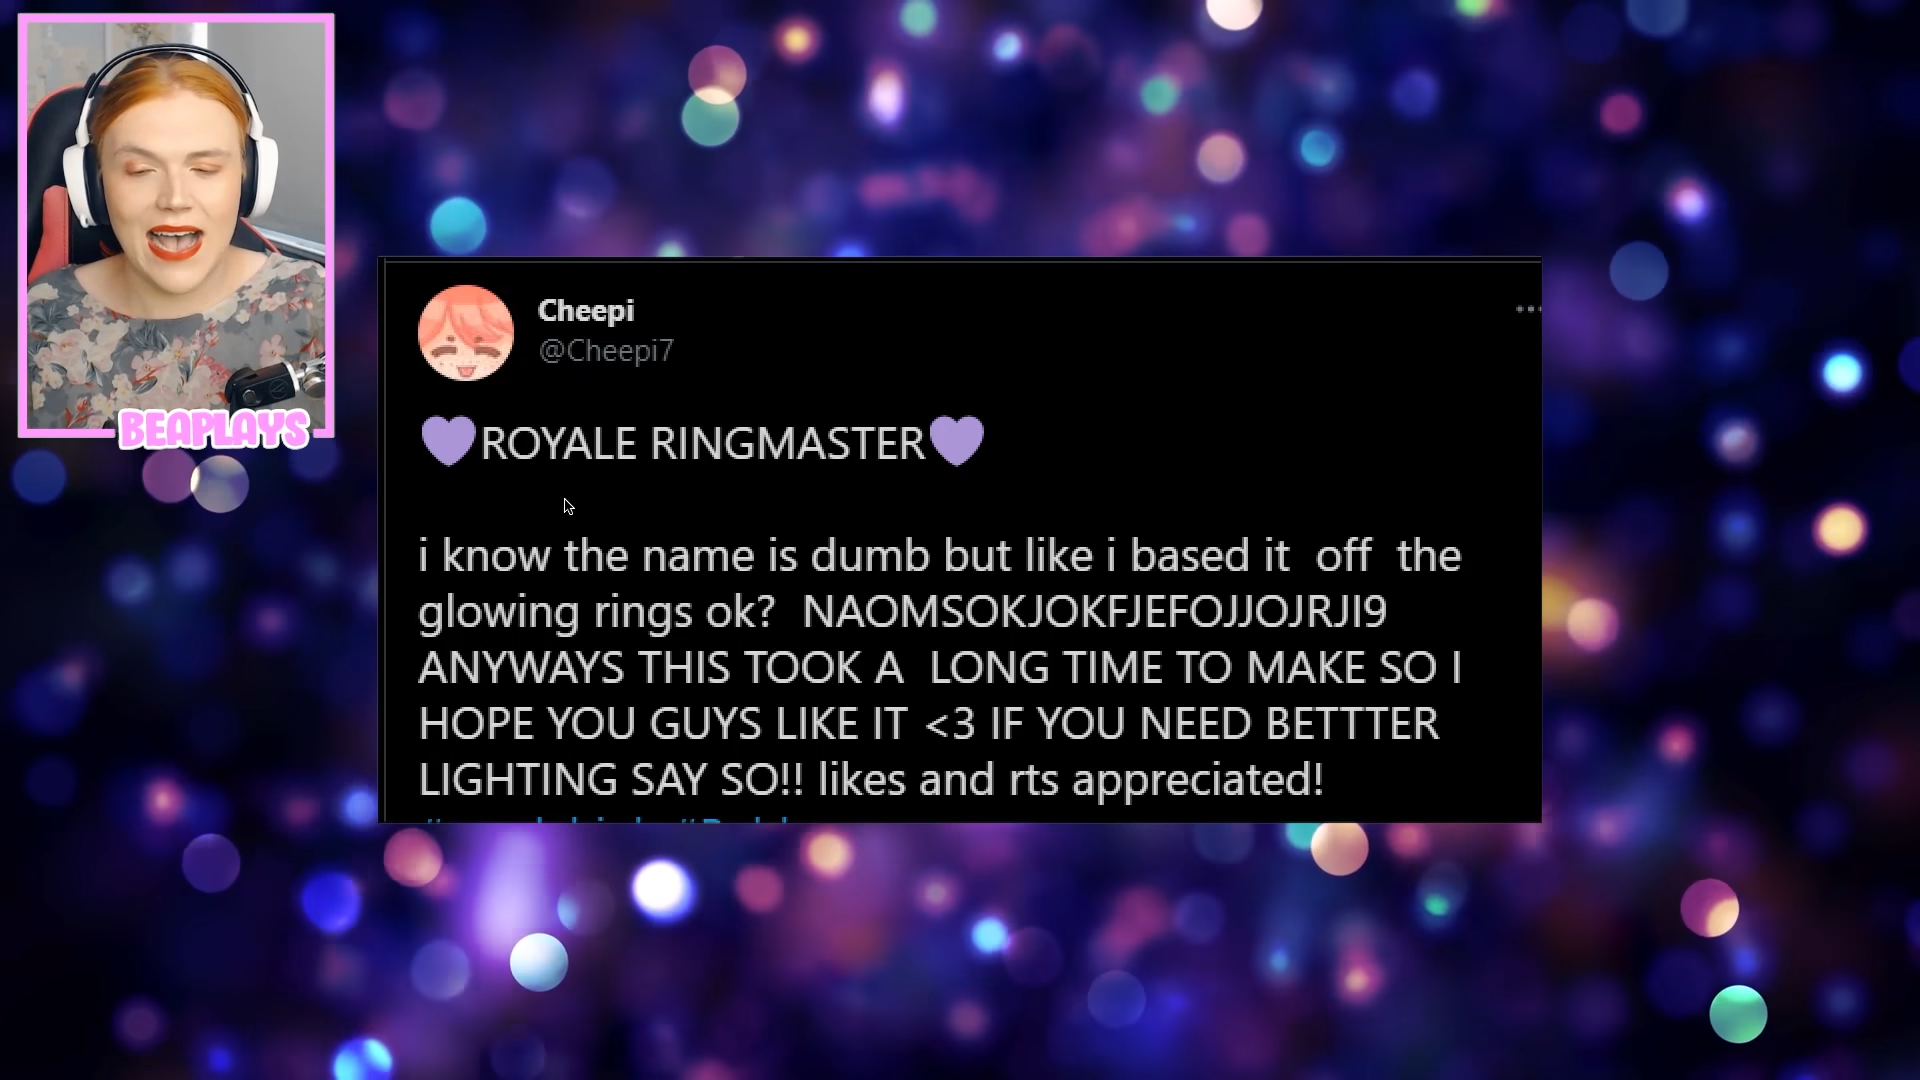 BEAPLAYS
Cheepi
@Cheepi7
💜ROYALE RINGMASTER💜
i know the name is dumb but like i based it off the
glowing rings ok? NAOMSOKJOKFJEFOJJOJRJI9
ANYWAYS THIS TOOK A LONG TIME TO MAKE SO I
HOPE YOU GUYS LIKE IT <3 IF YOU NEED BETTTER
LIGHTING SAY SO!! likes and rts appreciated!